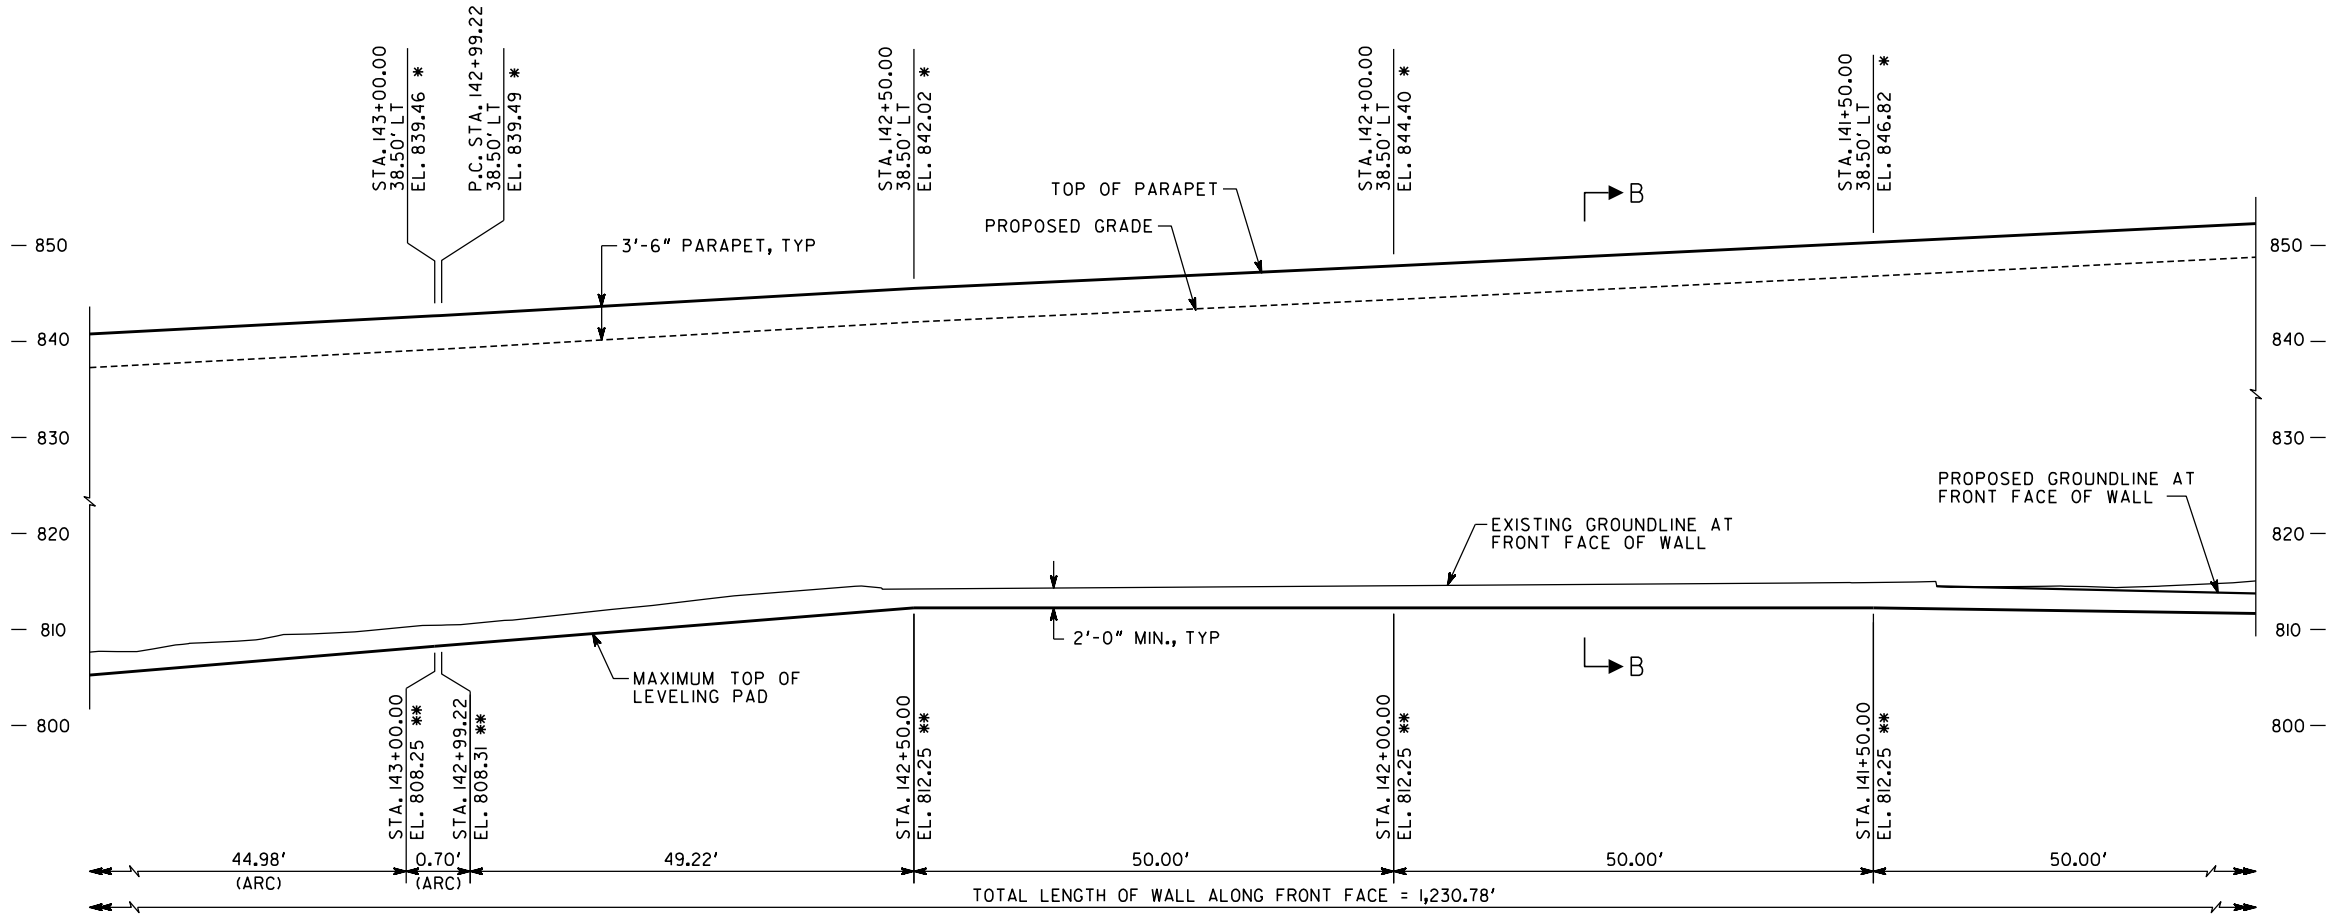 STA. 143+00.00
38.50' LT
EL. 839.46 *
P.C. STA. 142+99.22
38.50' LT
EL. 839.49 *
STA. 142+50.00
38.50' LT
EL. 842.02 *
STA. 142+00.00
38.50' LT
EL. 844.40 *
STA. 141+50.00
38.50' LT
EL. 846.82 *
TOP OF PARAPET
B
PROPOSED GRADE
3'-6" PARAPET, TYP
850
850
840
840
830
830
PROPOSED GROUNDLINE AT
FRONT FACE OF WALL
820
EXISTING GROUNDLINE AT
FRONT FACE OF WALL
820
810
2'-0" MIN., TYP
810
MAXIMUM TOP OF
LEVELING PAD
B
800
800
STA. 143+00.00
EL. 808.25 **
STA. 142+99.22
EL. 808.31 **
STA. 142+50.00
EL. 812.25 **
STA. 142+00.00
EL. 812.25 **
STA. 141+50.00
EL. 812.25 **
44.98'
(ARC)
0.70'
(ARC)
49.22'
50.00'
50.00'
50.00'
TOTAL LENGTH OF WALL ALONG FRONT FACE = 1,230.78'